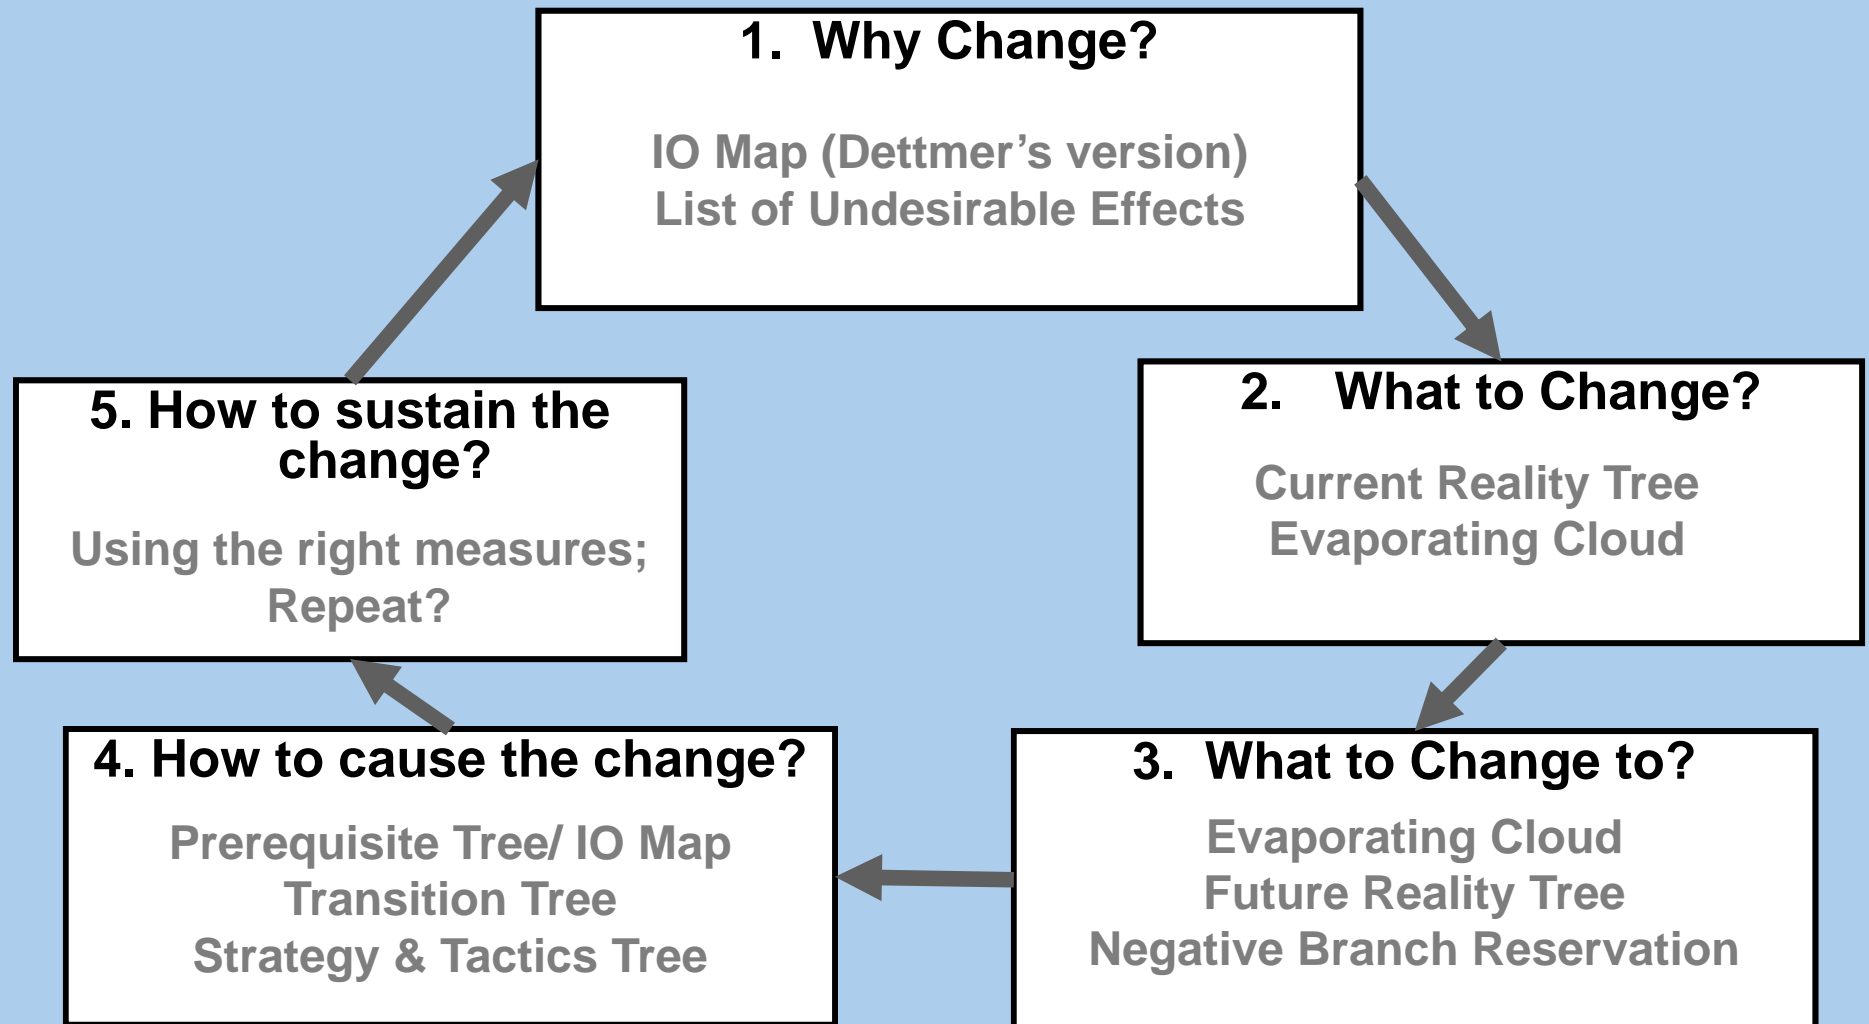 1. Why Change?
IO Map (Dettmer’s version)
List of Undesirable Effects
2. What to Change?
Current Reality Tree
Evaporating Cloud
3. What to Change to?
Evaporating Cloud
Future Reality Tree
Negative Branch Reservation
4. How to cause the change?
Prerequisite Tree/ IO Map
Transition Tree
Strategy & Tactics Tree
5. How to sustain the
change?
Using the right measures;
Repeat?